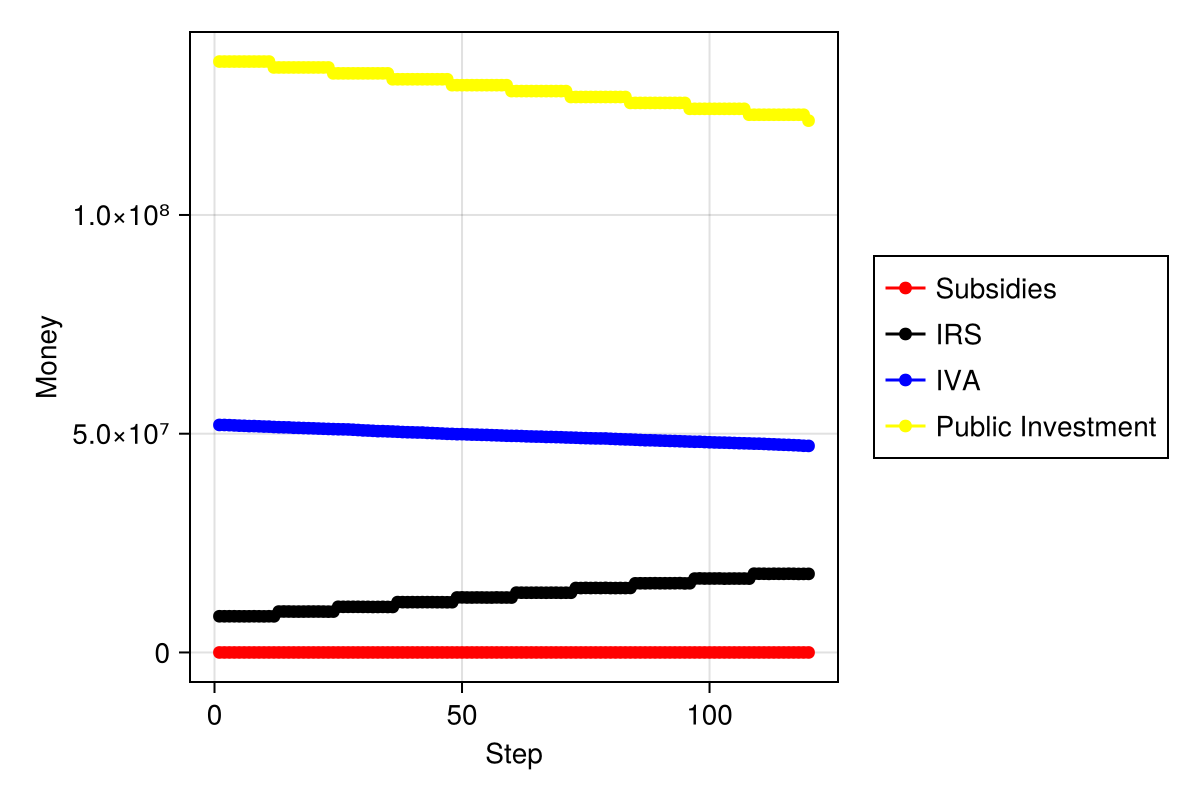 1.0×10⁸
5.0×10⁷
0
Money
0 50 100
Step
Subsidies
IRS
IVA
Public Investment